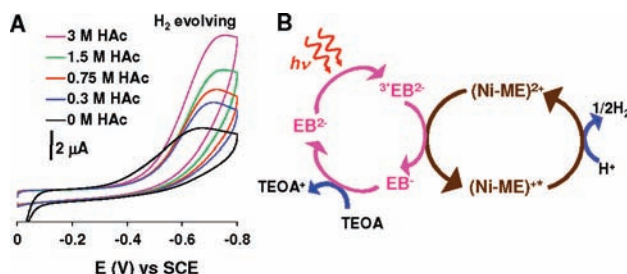 A
H₂ evolving
3 M HAc
1.5 M HAc
0.75 M HAc
0.3 M HAc
0 M HAc
2 μA
0 -0.2 -0.4 -0.6 -0.8
E (V) vs SCE
B
hν
³*EB²⁻
EB²⁻
EB⁻
TEOA⁺
TEOA
(Ni-ME)²⁺
(Ni-ME)⁺*
1/2H₂
H⁺